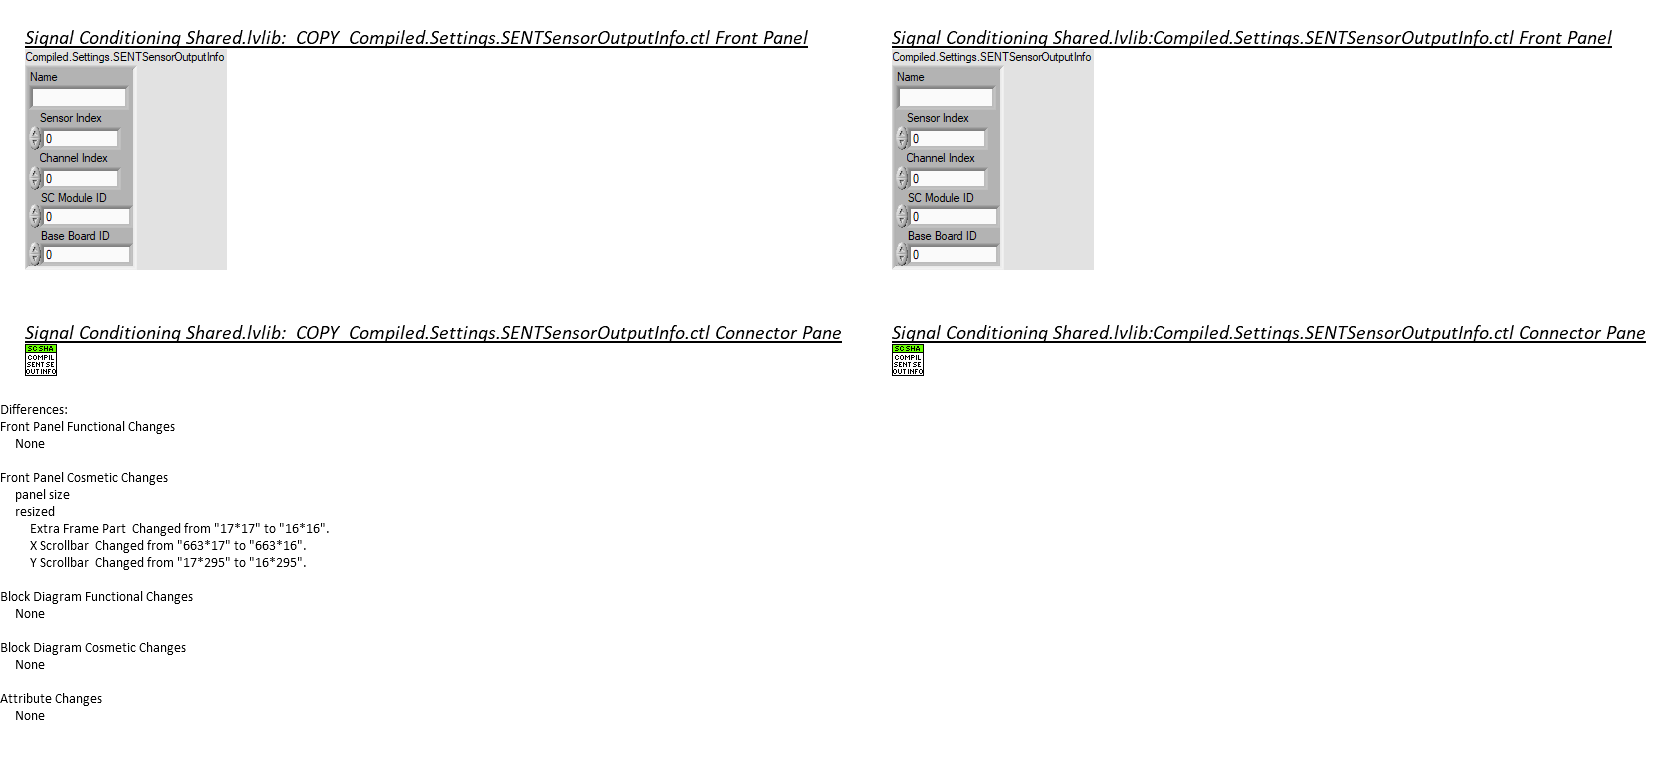 Signal Conditioning Shared.lvlib:_COPY_Compiled.Settings.SENTSensorOutputInfo.ctl Front Panel
Compiled.Settings.SENTSensorOutputInfo
Name
Sensor Index
0
Channel Index
0
SC Module ID
0
Base Board ID
0
Signal Conditioning Shared.lvlib:Compiled.Settings.SENTSensorOutputInfo.ctl Front Panel
Compiled.Settings.SENTSensorOutputInfo
Name
Sensor Index
0
Channel Index
0
SC Module ID
0
Base Board ID
0
Signal Conditioning Shared.lvlib:_COPY_Compiled.Settings.SENTSensorOutputInfo.ctl Connector Pane
SC SHA
COMPIL
SENT SE
OUT INFO
Signal Conditioning Shared.lvlib:Compiled.Settings.SENTSensorOutputInfo.ctl Connector Pane
SC SHA
COMPIL
SENT SE
OUT INFO
Differences:
Front Panel Functional Changes
None
Front Panel Cosmetic Changes
panel size
resized
Extra Frame Part  Changed from "17*17" to "16*16".
X Scrollbar  Changed from "663*17" to "663*16".
Y Scrollbar  Changed from "17*295" to "16*295".
Block Diagram Functional Changes
None
Block Diagram Cosmetic Changes
None
Attribute Changes
None